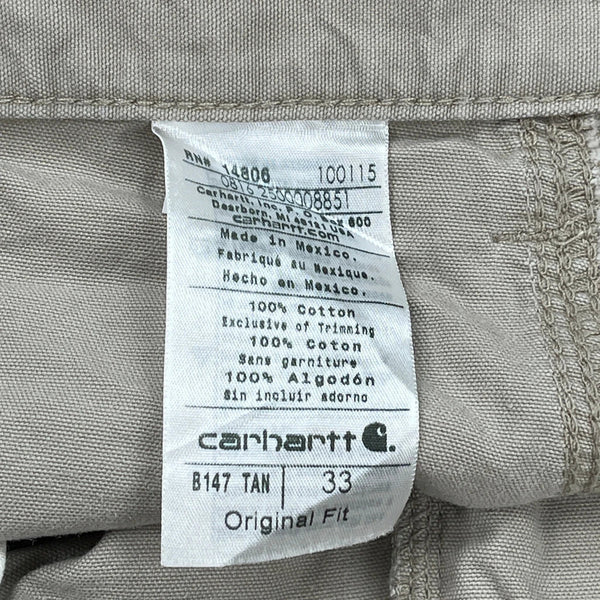 RN# 14806 100115
0816 2500008851
Carhartt, Inc. P. O. Box 600
Dearborn, MI 48121 USA
carhartt.com
Made in Mexico.
Fabriqué au Mexique.
Hecho en Mexico.
100% Cotton
Exclusive of Trimming
100% Coton
Sans garniture
100% Algodón
Sin incluir adorno
carhartt
B147 TAN 33
Original Fit